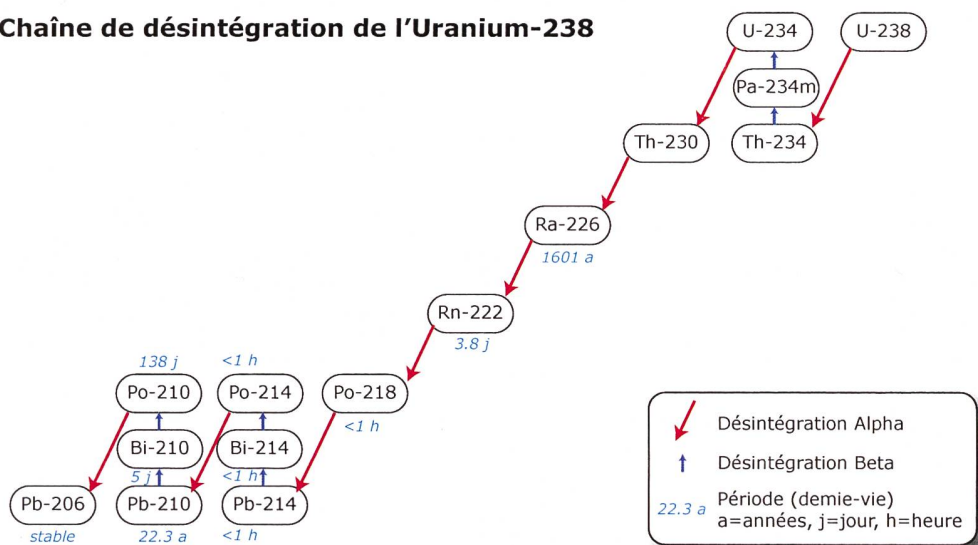 Chaîne de désintégration de l'Uranium-238
U-234
U-238
Pa-234m
Th-230
Th-234
Ra-226
1601 a
Rn-222
3.8 j
138 j
<1 h
Po-210
Po-214
Po-218
<1 h
Bi-210
Bi-214
5 j
<1 h
Pb-206
Pb-210
Pb-214
stable
22.3 a
<1 h
Désintégration Alpha
Désintégration Beta
22.3 a
Période (demie-vie)
a=années, j=jour, h=heure